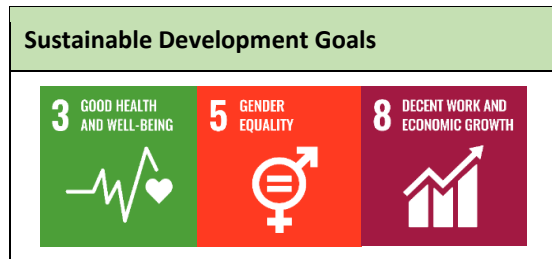 Sustainable Development Goals
3 GOOD HEALTH
AND WELL-BEING
5 GENDER
EQUALITY
8 DECENT WORK AND
ECONOMIC GROWTH